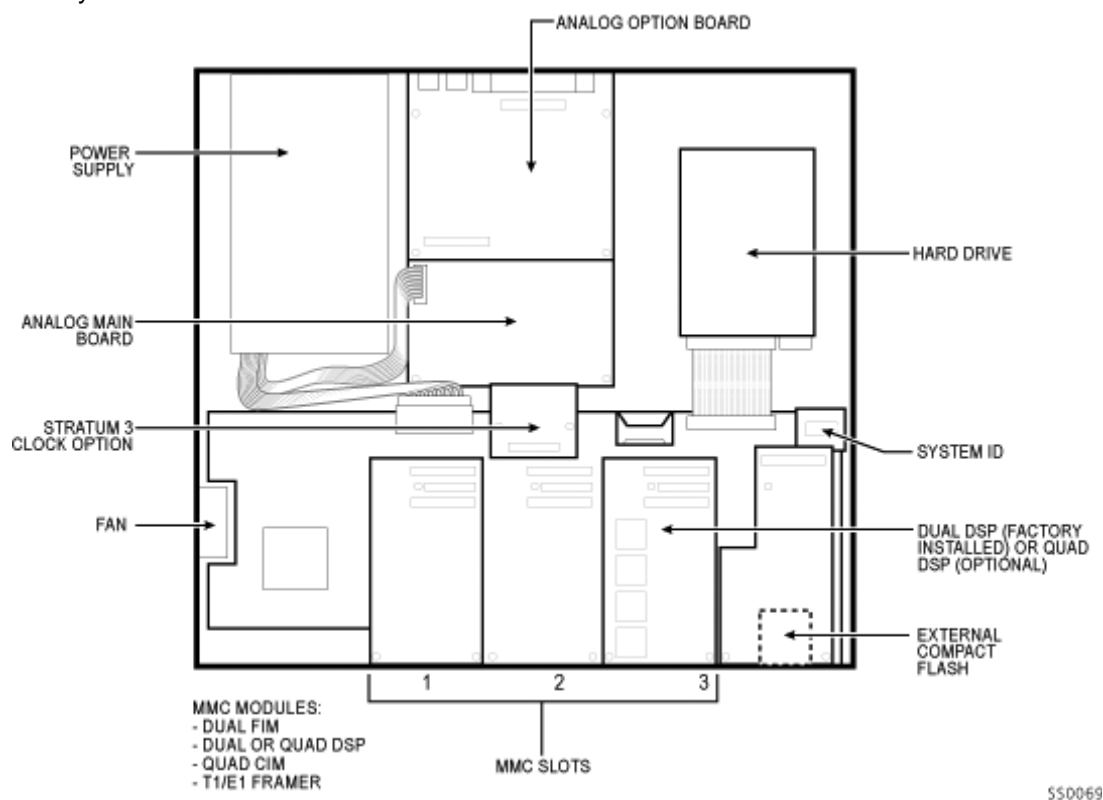 ANALOG OPTION BOARD
POWER
SUPPLY
HARD DRIVE
ANALOG MAIN
BOARD
STRATUM 3
CLOCK OPTION
SYSTEM ID
FAN
DUAL DSP (FACTORY
INSTALLED) OR QUAD
DSP (OPTIONAL)
EXTERNAL
COMPACT
FLASH
1 2 3
MMC MODULES:
- DUAL FIM
- DUAL OR QUAD DSP
- QUAD CIM
- T1/E1 FRAMER
MMC SLOTS
SS0069